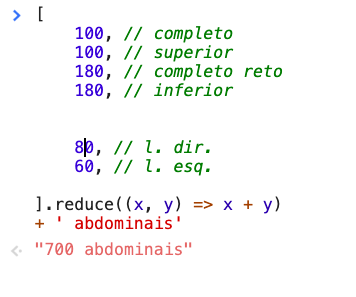 > [
100, // completo
100, // superior
180, // completo reto
180, // inferior
80, // l. dir.
60, // l. esq.
].reduce((x, y) => x + y)
+ ' abdominais'
"700 abdominais"